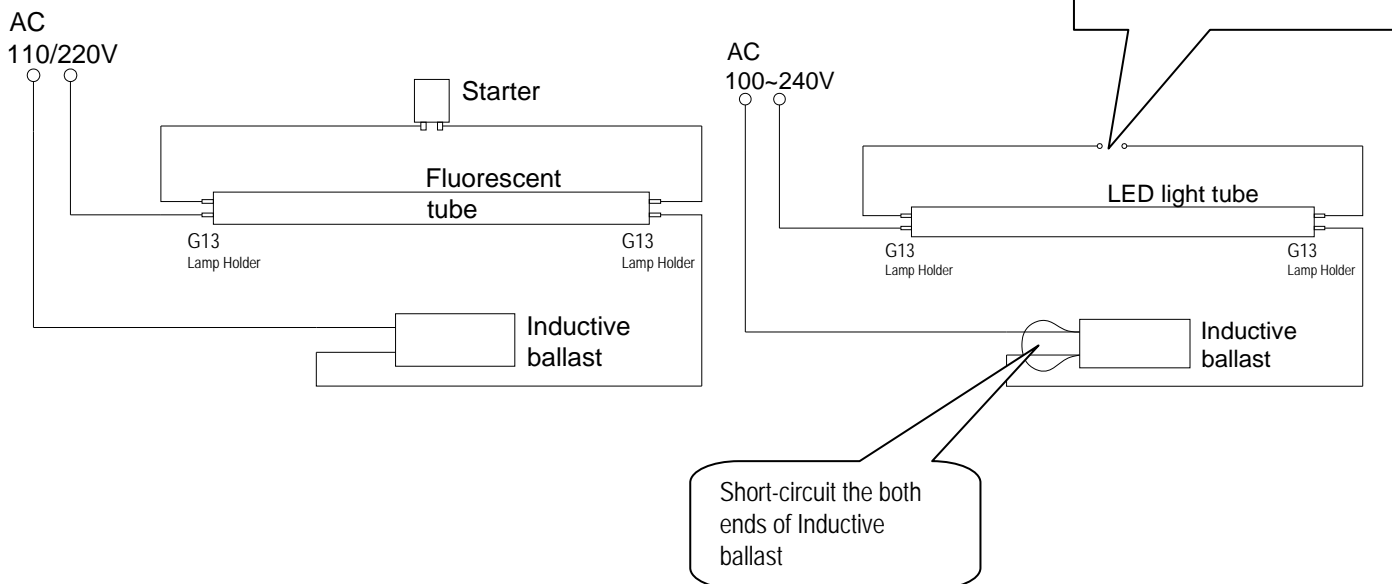 AC
110/220V
Starter
Fluorescent
tube
G13
Lamp Holder
G13
Lamp Holder
Inductive
ballast
AC
100~240V
LED light tube
G13
Lamp Holder
G13
Lamp Holder
Inductive
ballast
Short-circuit the both
ends of Inductive
ballast